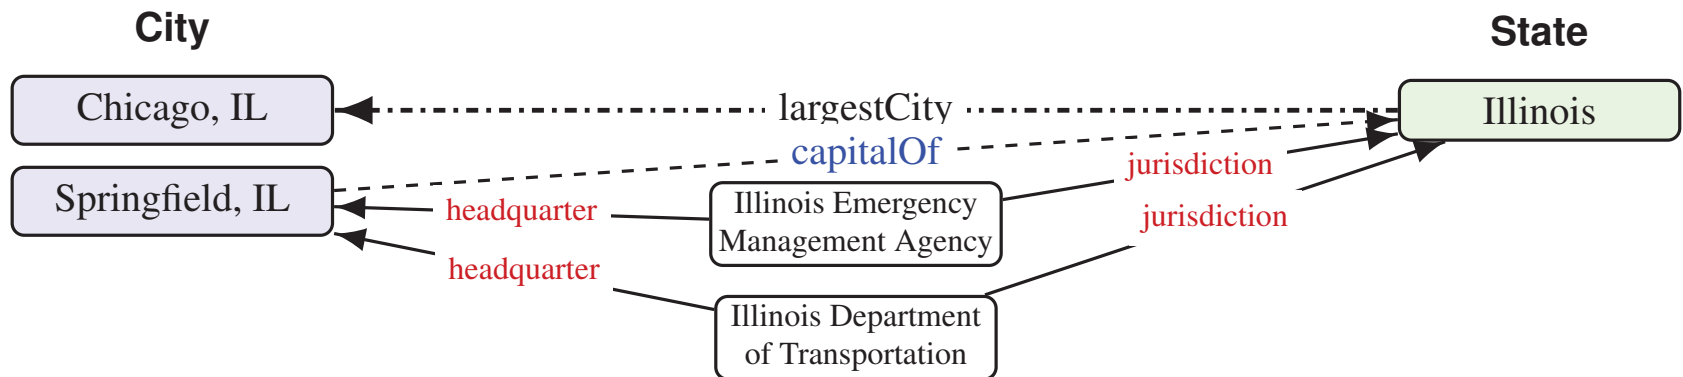 City
State
Chicago, IL
largestCity
Illinois
capitalOf
jurisdiction
Springfield, IL
headquarter
Illinois Emergency
Management Agency
jurisdiction
headquarter
Illinois Department
of Transportation